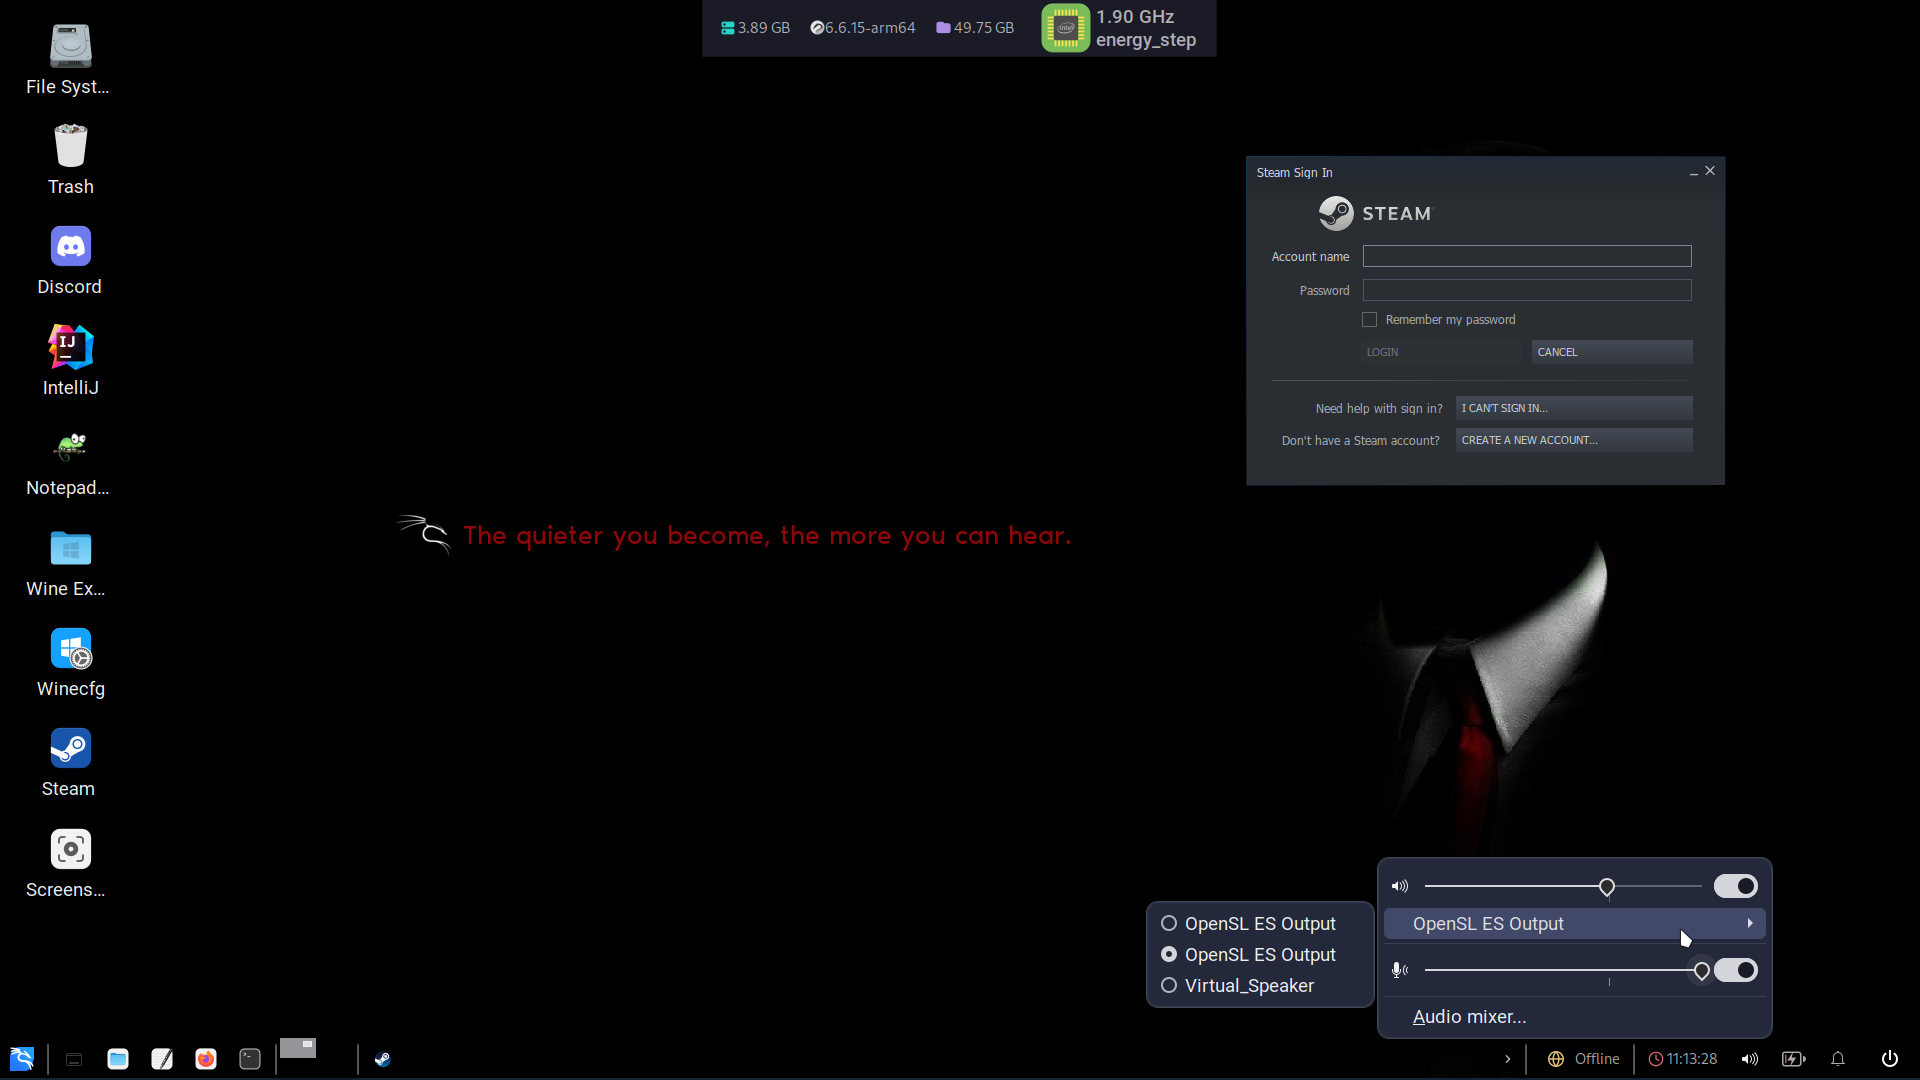 3.89 GB
6.6.15-arm64
49.75 GB
intel
1.90 GHz
energy_step
File Syst...
Trash
Discord
IJ
IntelliJ
Notepad...
Wine Ex...
Winecfg
Steam
Screens...
Steam Sign In
STEAM
Account name
Password
Remember my password
LOGIN
CANCEL
Need help with sign in?
I CAN'T SIGN IN...
Don't have a Steam account?
CREATE A NEW ACCOUNT...
The quieter you become, the more you can hear.
OpenSL ES Output
OpenSL ES Output
Virtual_Speaker
OpenSL ES Output
Audio mixer...
Offline
11:13:28